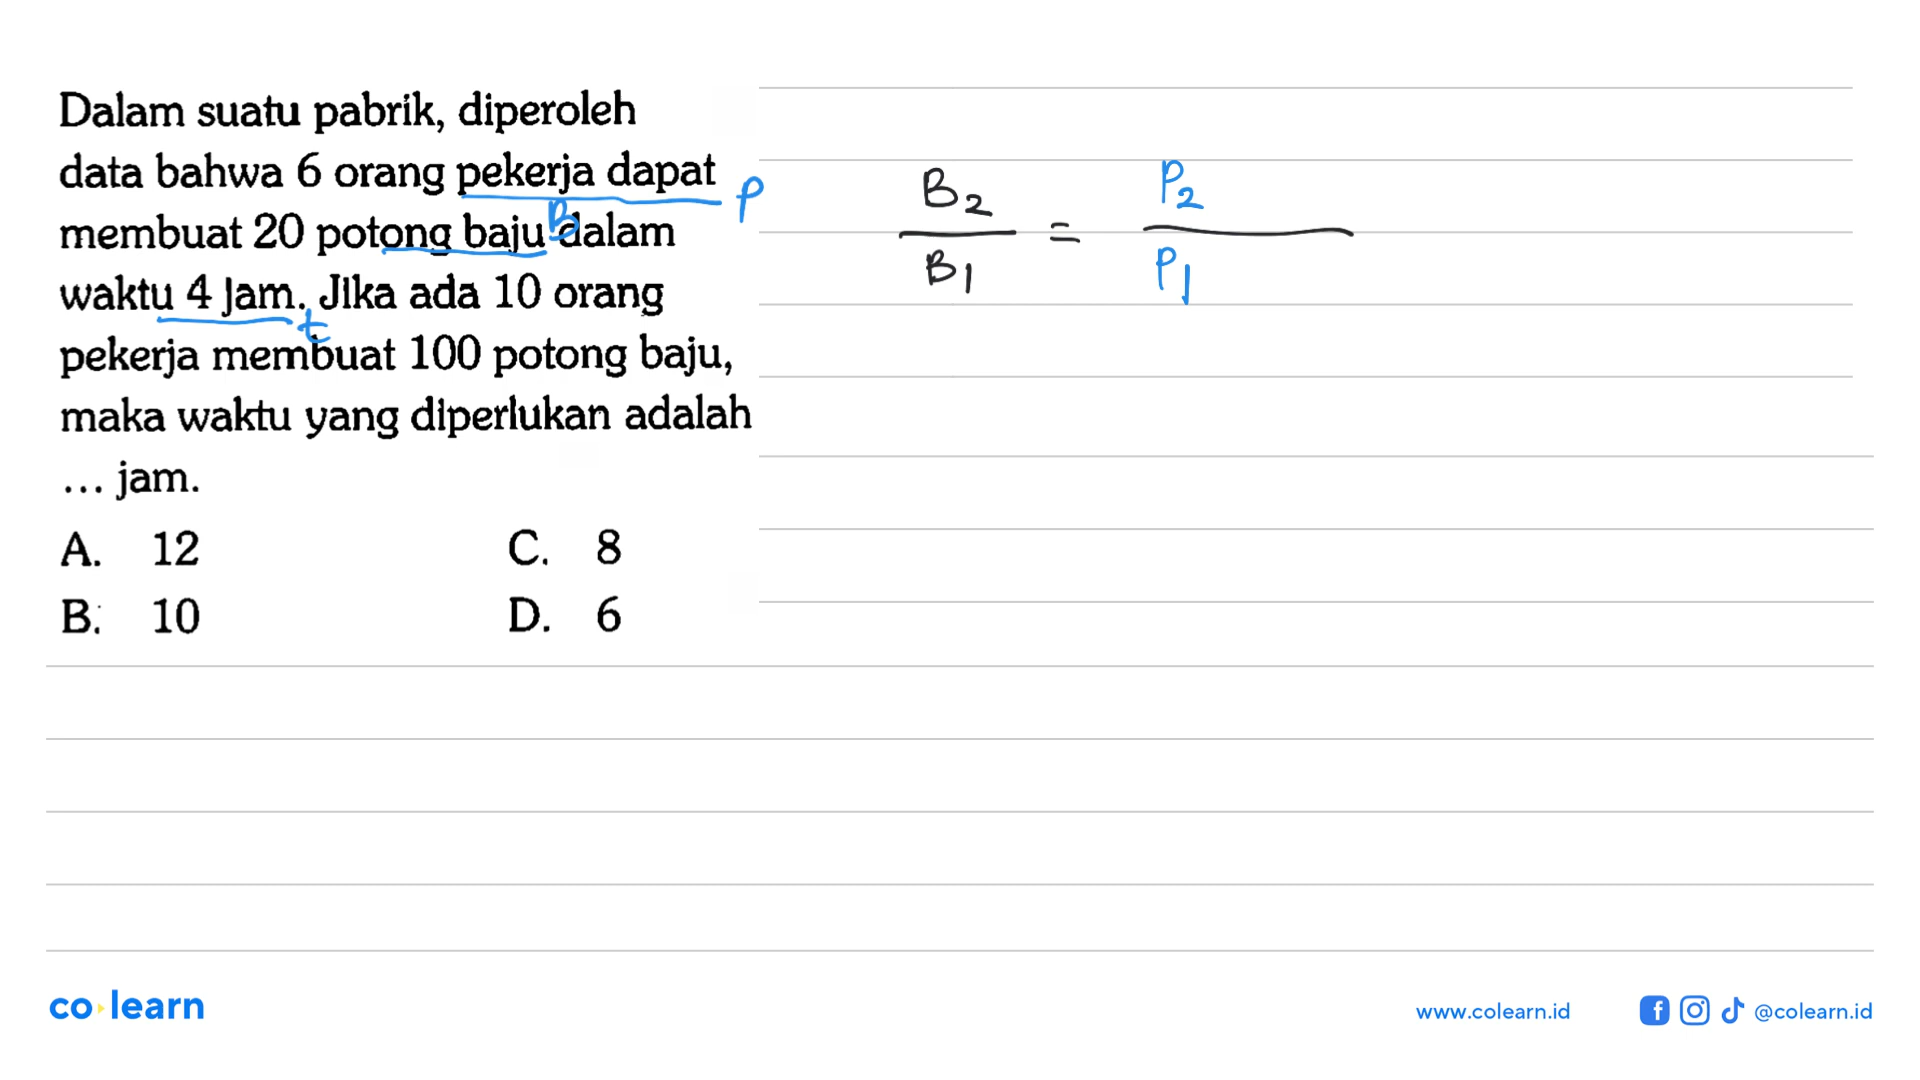 Dalam suatu pabrik, diperoleh
data bahwa 6 orang pekerja dapat
P
membuat 20 potong baju dalam
B
waktu 4 jam. Jika ada 10 orang
t
pekerja membuat 100 potong baju,
maka waktu yang diperlukan adalah
... jam.
A. 12
C. 8
B. 10
D. 6
B2 / B1 = P2 / P1
co learn
www.colearn.id
@colearn.id